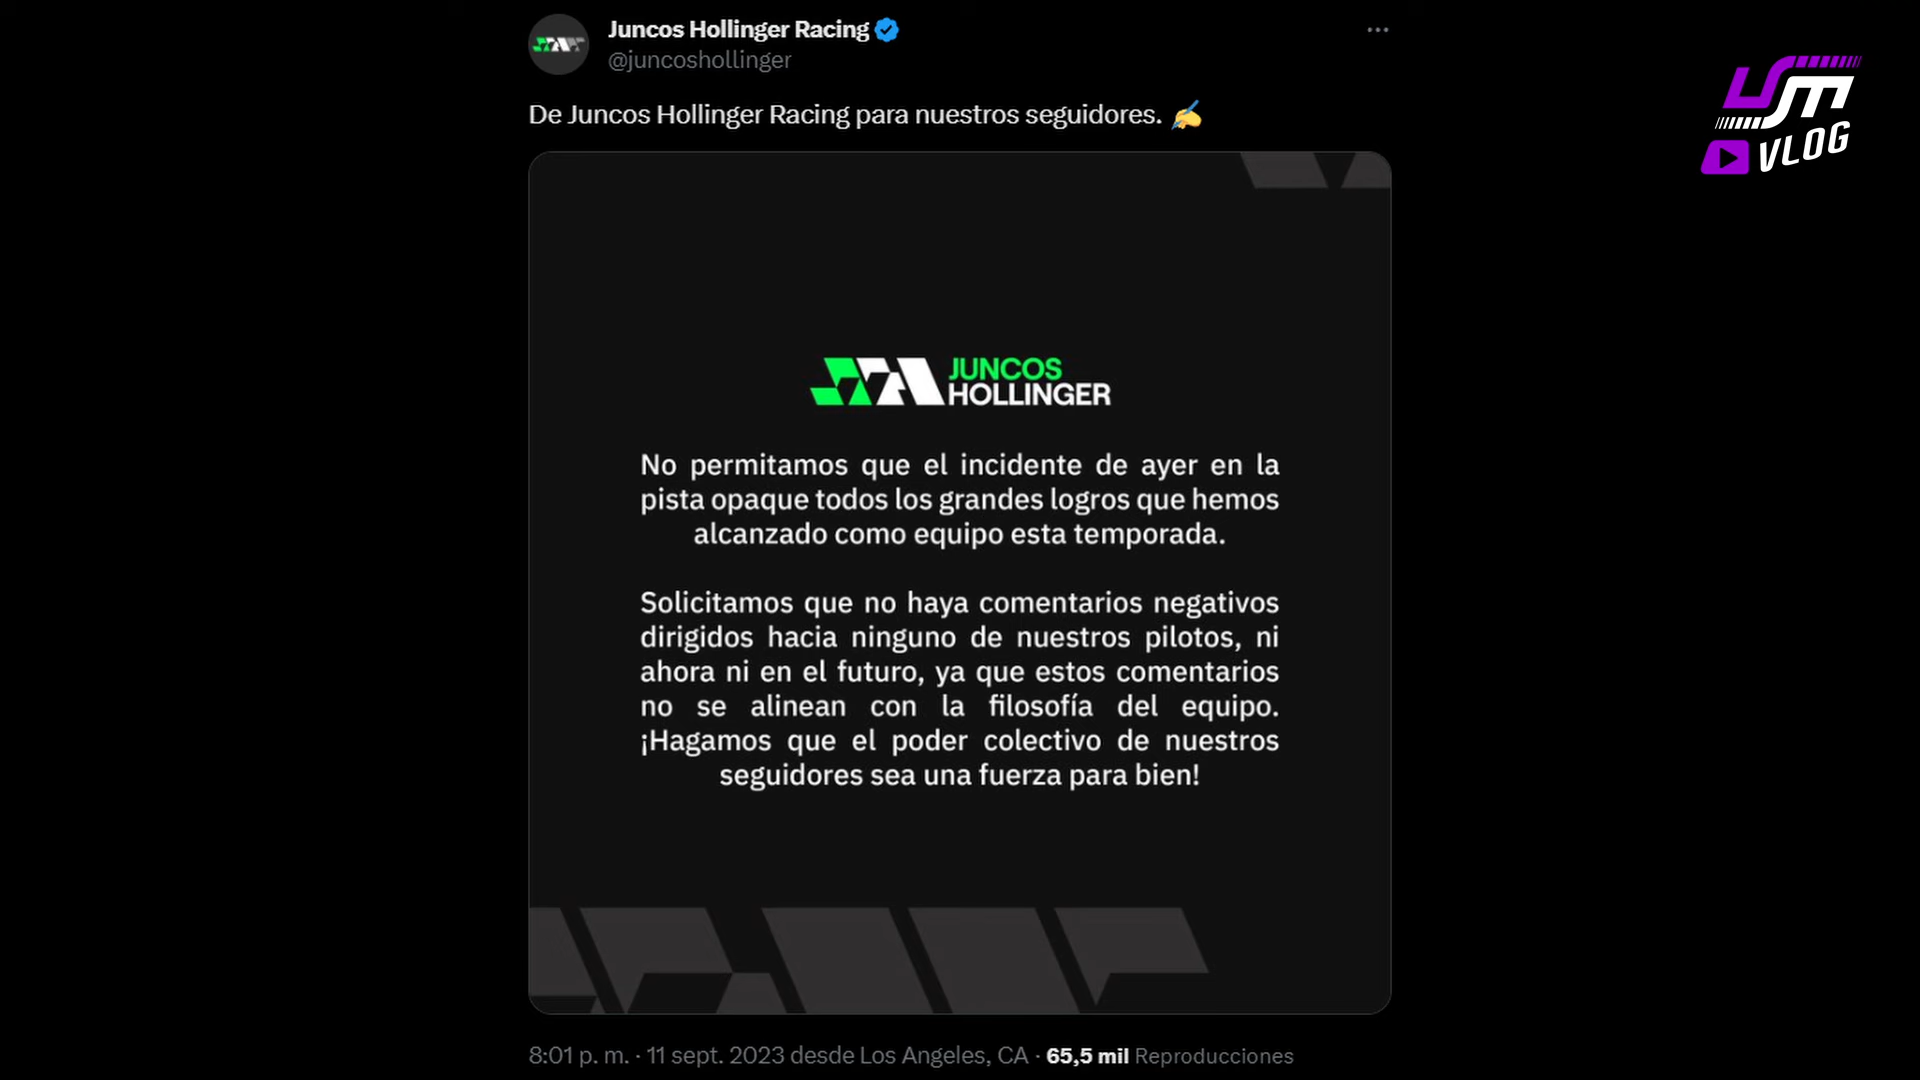 Juncos Hollinger Racing
@juncoshollinger
De Juncos Hollinger Racing para nuestros seguidores. ✍️
JM
VLOG
JUNCOS
HOLLINGER
No permitamos que el incidente de ayer en la
pista opaque todos los grandes logros que hemos
alcanzado como equipo esta temporada.
Solicitamos que no haya comentarios negativos
dirigidos hacia ninguno de nuestros pilotos, ni
ahora ni en el futuro, ya que estos comentarios
no se alinean con la filosofía del equipo.
¡Hagamos que el poder colectivo de nuestros
seguidores sea una fuerza para bien!
8:01 p. m. · 11 sept. 2023 desde Los Angeles, CA · 65,5 mil Reproducciones